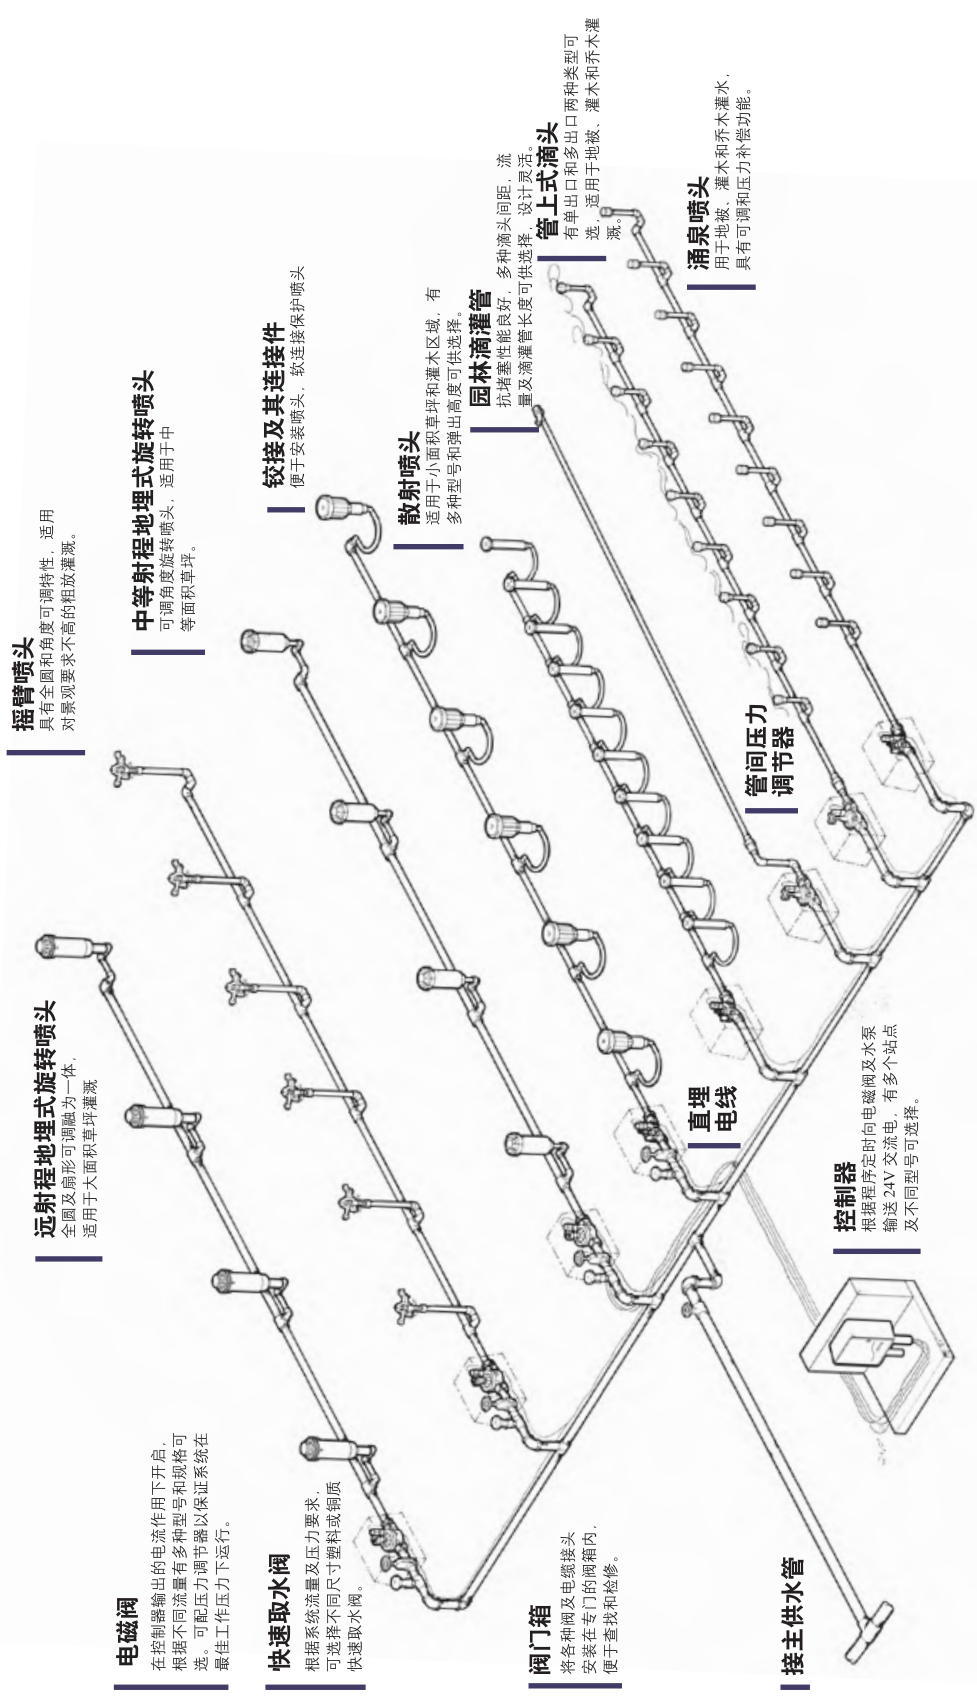 电磁阀
在控制器输出的电流作用下开启，
根据不同流量有多种型号和规格可
选。可配压力调节器以保证系统在
最佳工作压力下运行。
快速取水阀
根据系统流量及压力要求，
可选择不同尺寸塑料或铜质
快速取水阀。
阀门箱
将各种阀及电缆接头
安装在专门的阀箱内，
便于查找和检修。
接主供水管
远射程地埋式旋转喷头
全圆及扇形可调融为一体，
适用于大面积草坪灌溉
控制器
根据程序定时向电磁阀及水泵
输送 24V 交流电，有多个站点
及不同型号可选择。
直埋
电线
摇臂喷头
具有全圆和角度可调特性，适用
对景观要求不高的粗放灌溉。
中等射程地埋式旋转喷头
可调角度旋转喷头，适用于中
等面积草坪。
管间压力
调节器
铰接及其连接件
便于安装喷头，软连接保护喷头
散射喷头
适用于小面积草坪和灌木区域，有
多种型号和弹出高度可供选择。
园林滴灌管
抗堵塞性能良好，多种滴头间距，流
量及滴灌管长度可供选择，设计灵活。
管上式滴头
有单出口和多出口两种类型可
选，适用于地被、灌木和乔木灌
溉。
涌泉喷头
用于地被、灌木和乔木灌水，
具有可调和压力补偿功能。